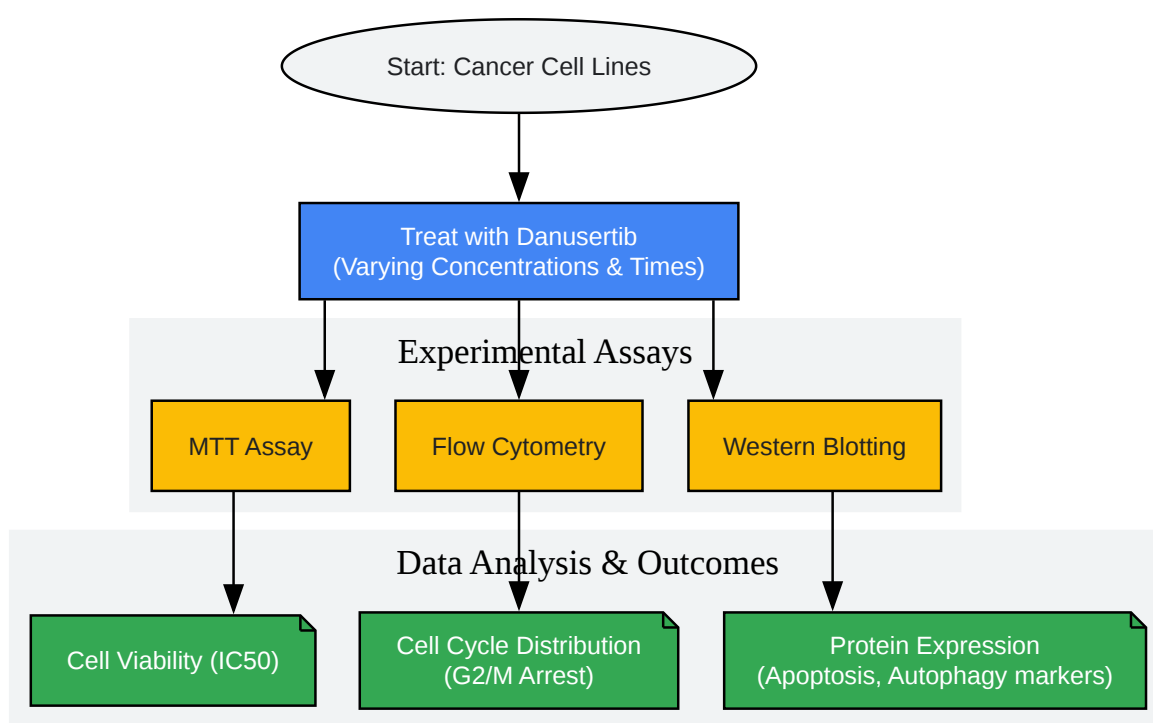 Start: Cancer Cell Lines
Treat with Danusertib
(Varying Concentrations & Times)
Experimental Assays
MTT Assay
Flow Cytometry
Western Blotting
Data Analysis & Outcomes
Cell Viability (IC50)
Cell Cycle Distribution
(G2/M Arrest)
Protein Expression
(Apoptosis, Autophagy markers)